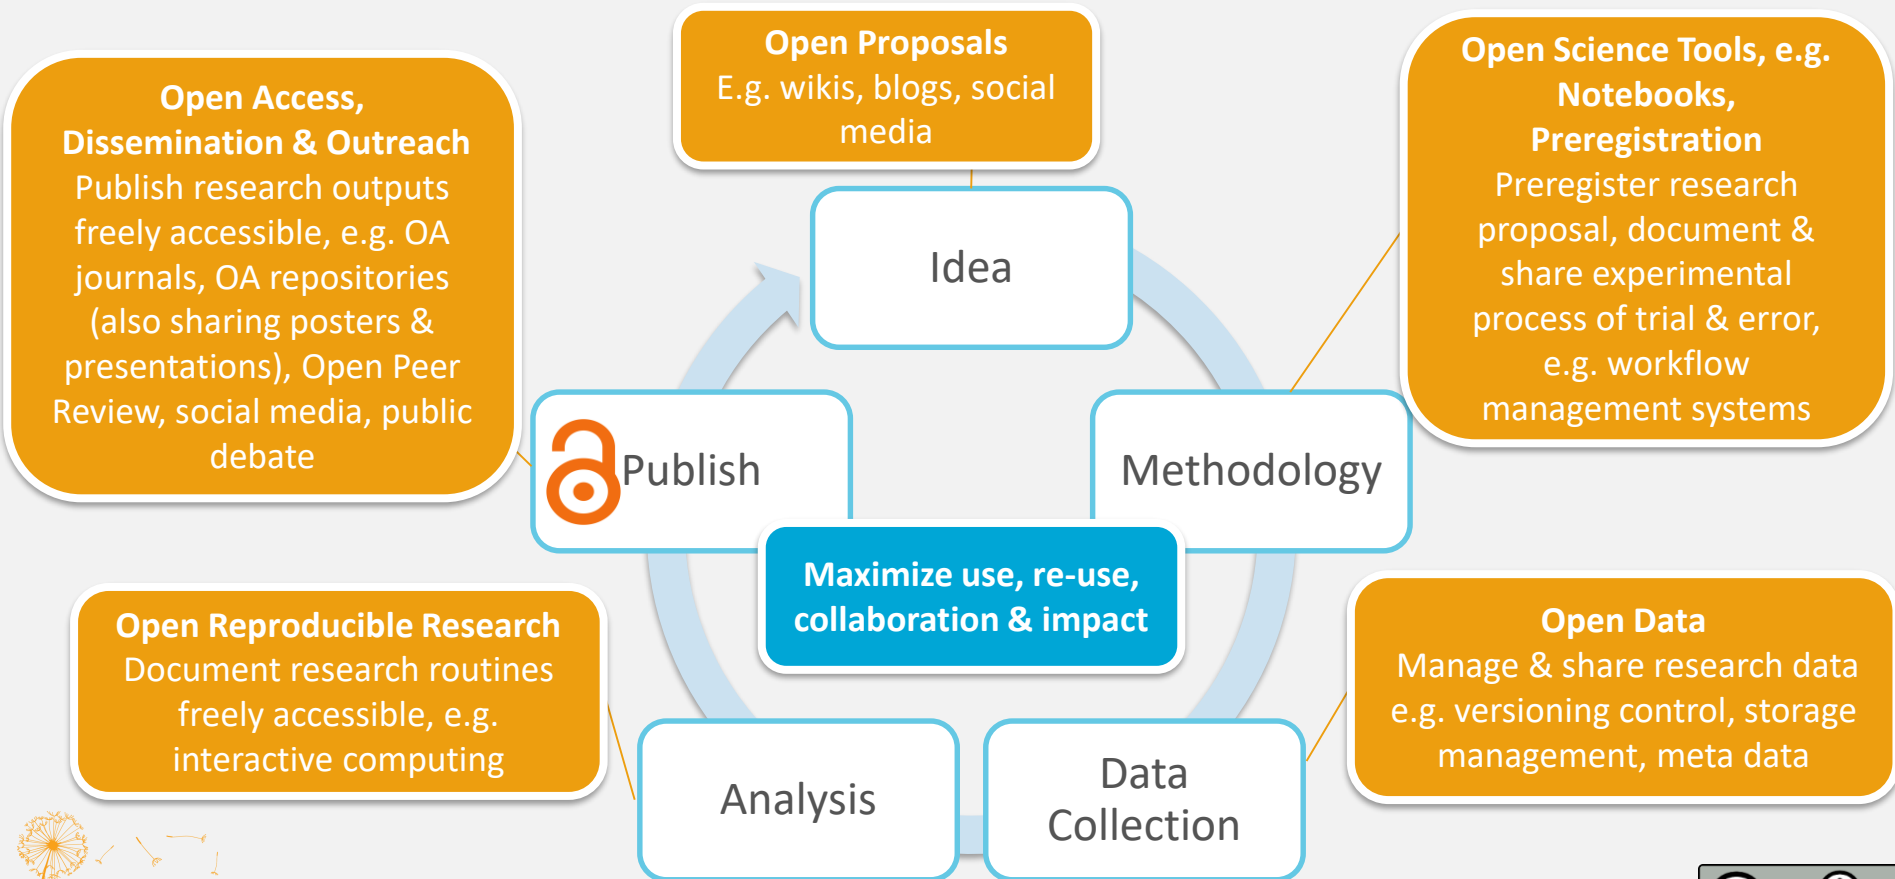 Open Proposals
E.g. wikis, blogs, social
media
Open Access,
Dissemination & Outreach
Publish research outputs
freely accessible, e.g. OA
journals, OA repositories
(also sharing posters &
presentations), Open Peer
Review, social media, public
debate
Open Science Tools, e.g.
Notebooks,
Preregistration
Preregister research
proposal, document &
share experimental
process of trial & error,
e.g. workflow
management systems
Idea
Publish
Methodology
Maximize use, re-use,
collaboration & impact
Open Reproducible Research
Document research routines
freely accessible, e.g.
interactive computing
Open Data
Manage & share research data
e.g. versioning control, storage
management, meta data
Analysis
Data
Collection